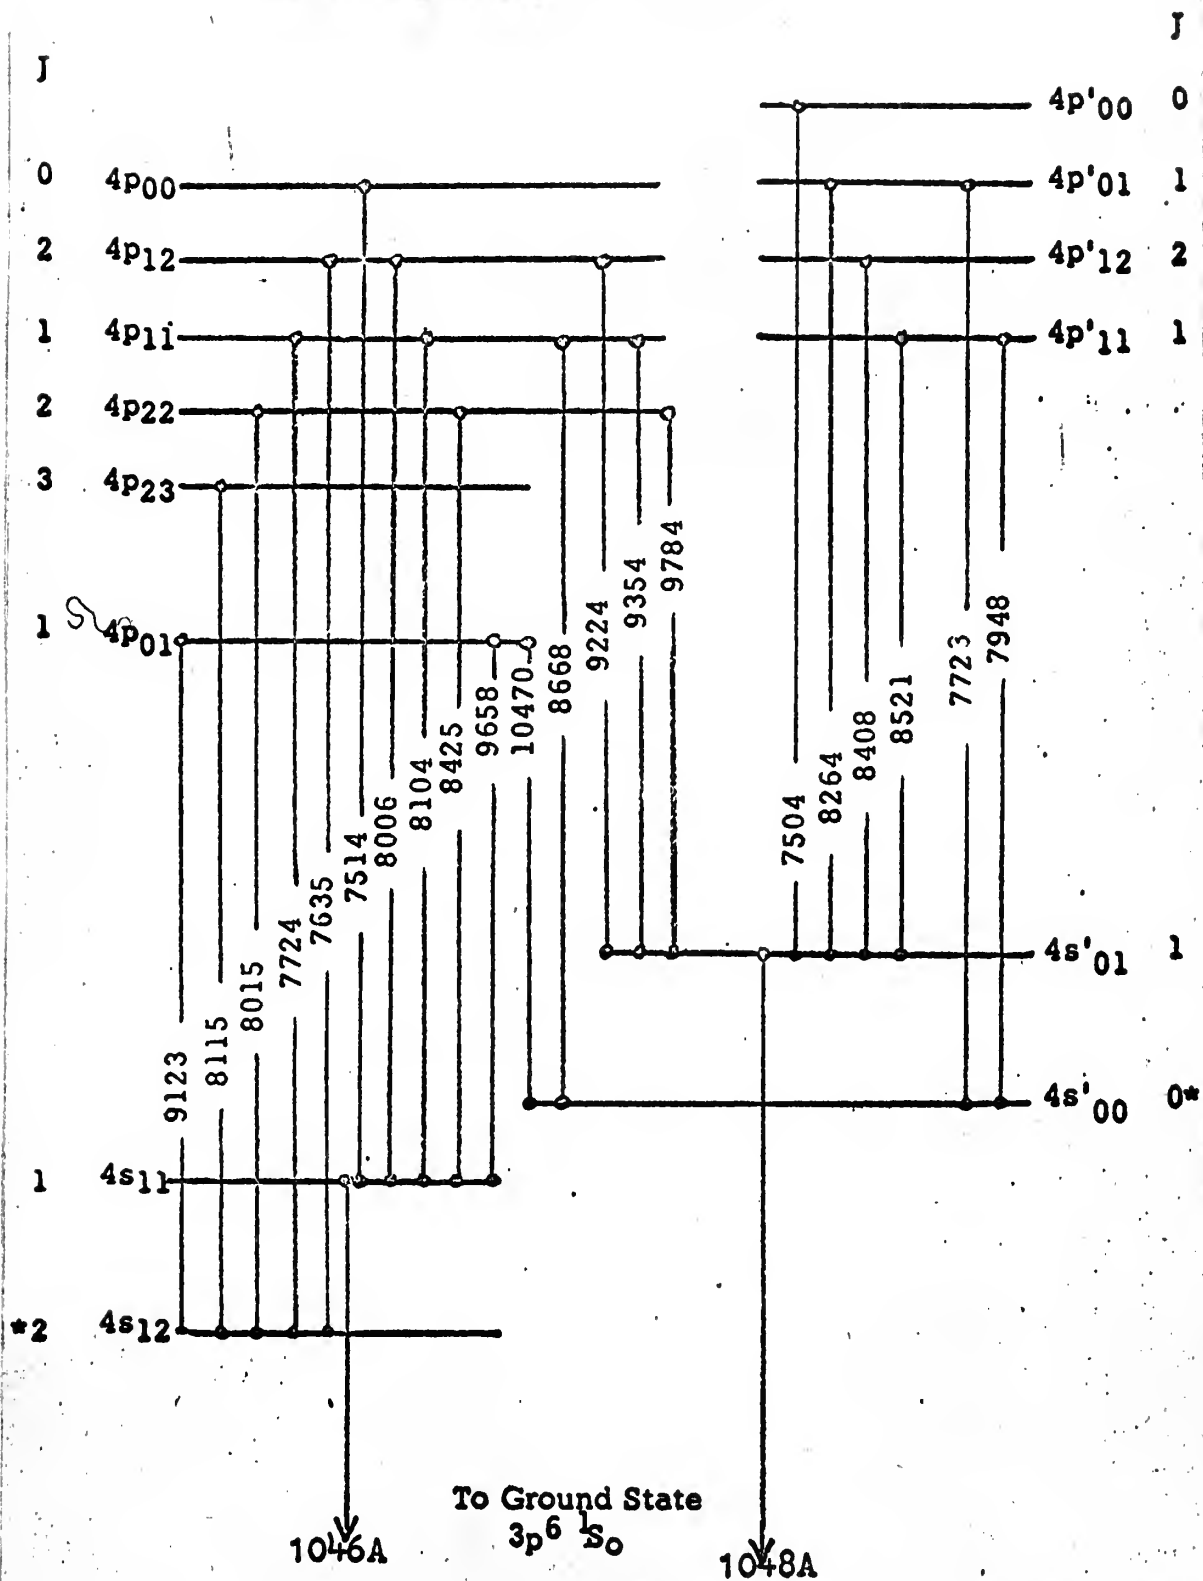 J
J
4p'00 0
0 4p00
4p'01 1
2 4p12
4p'12 2
1 4p11
4p'11 1
2 4p22
3 4p23
1 4p01
9123
8115
8015
7724
7635
7514
8006
8104
8425
9658
10470
8668
9224
9354
9784
7504
8264
8408
8521
7723
7948
4s'01 1
4s'00 0*
1 4s11
*2 4s12
To Ground State
3p6 1S0
1046A
1048A